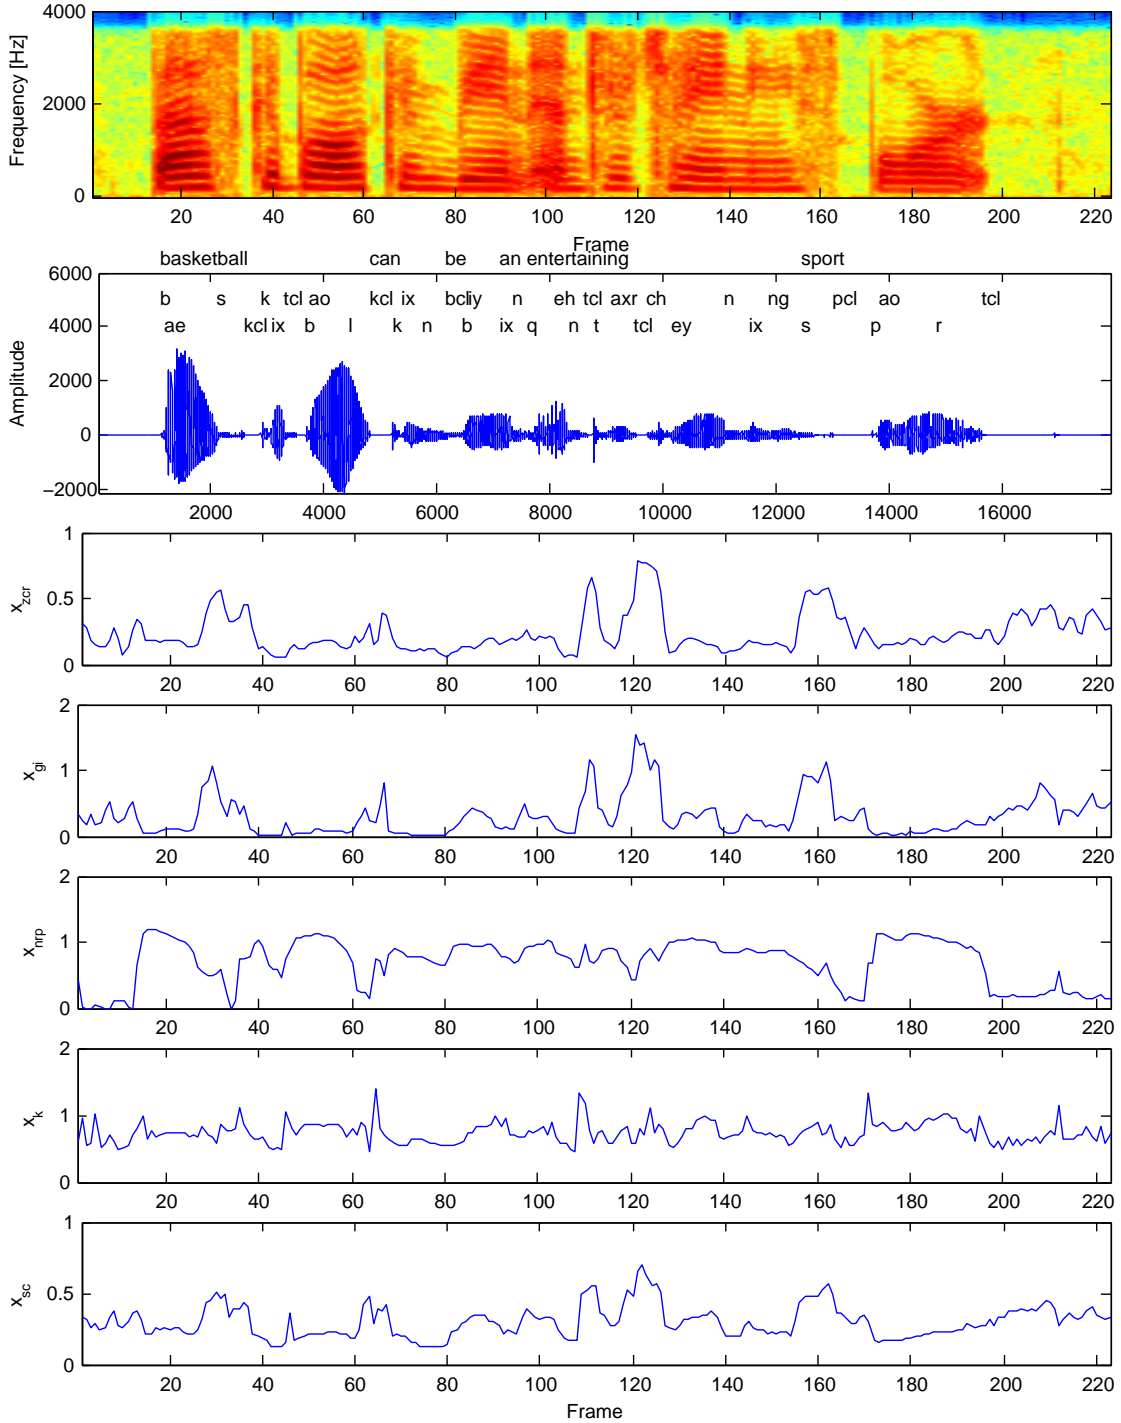 4000
2000
0
Frequency [Hz]
20 40 60 80 100 120 140 160 180 200 220
Frame
basketball can be an entertaining sport
6000
4000
2000
0
−2000
Amplitude
b s k tcl ao kcl ix bcl iy n eh tcl axr ch n ng pcl ao tcl
ae kcl ix b l k n b ix q n t tcl ey ix s p r
2000 4000 6000 8000 10000 12000 14000 16000
1
0.5
0
x_zcr
20 40 60 80 100 120 140 160 180 200 220
2
1
0
x_gi
20 40 60 80 100 120 140 160 180 200 220
2
1
0
x_nrp
20 40 60 80 100 120 140 160 180 200 220
2
1
0
x_k
20 40 60 80 100 120 140 160 180 200 220
1
0.5
0
x_sc
20 40 60 80 100 120 140 160 180 200 220
Frame